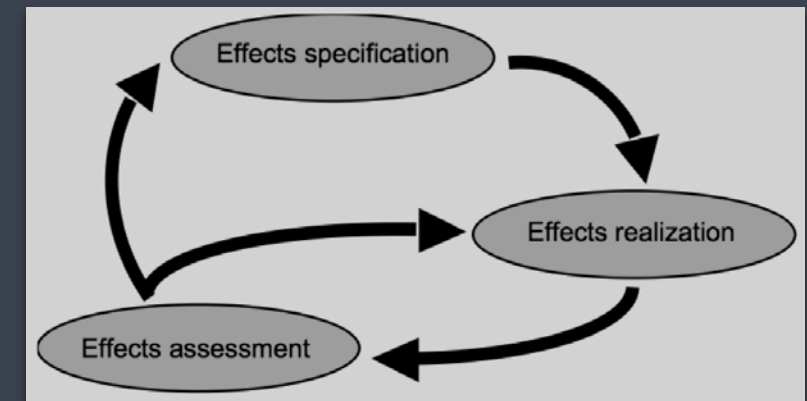 Effects specification
Effects realization
Effects assessment